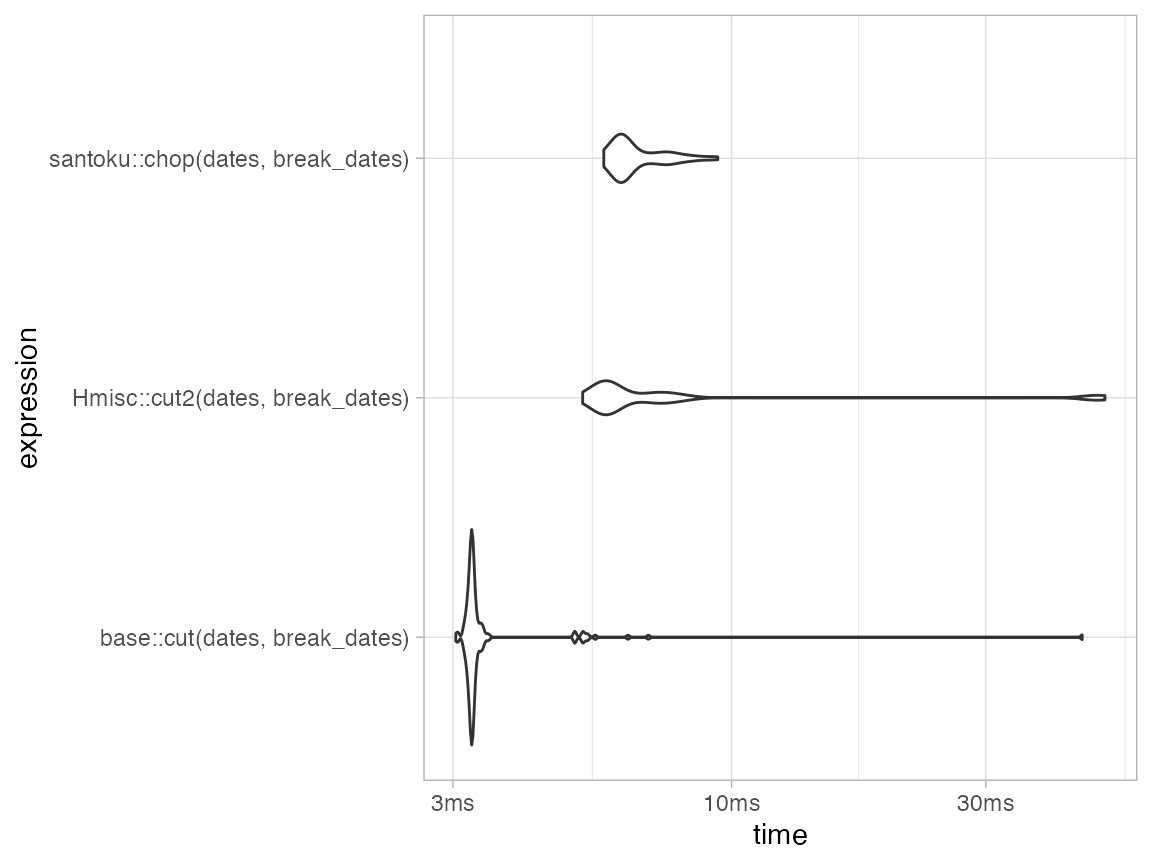 santoku::chop(dates, break_dates)
Hmisc::cut2(dates, break_dates)
base::cut(dates, break_dates)
expression
3ms
10ms
30ms
time